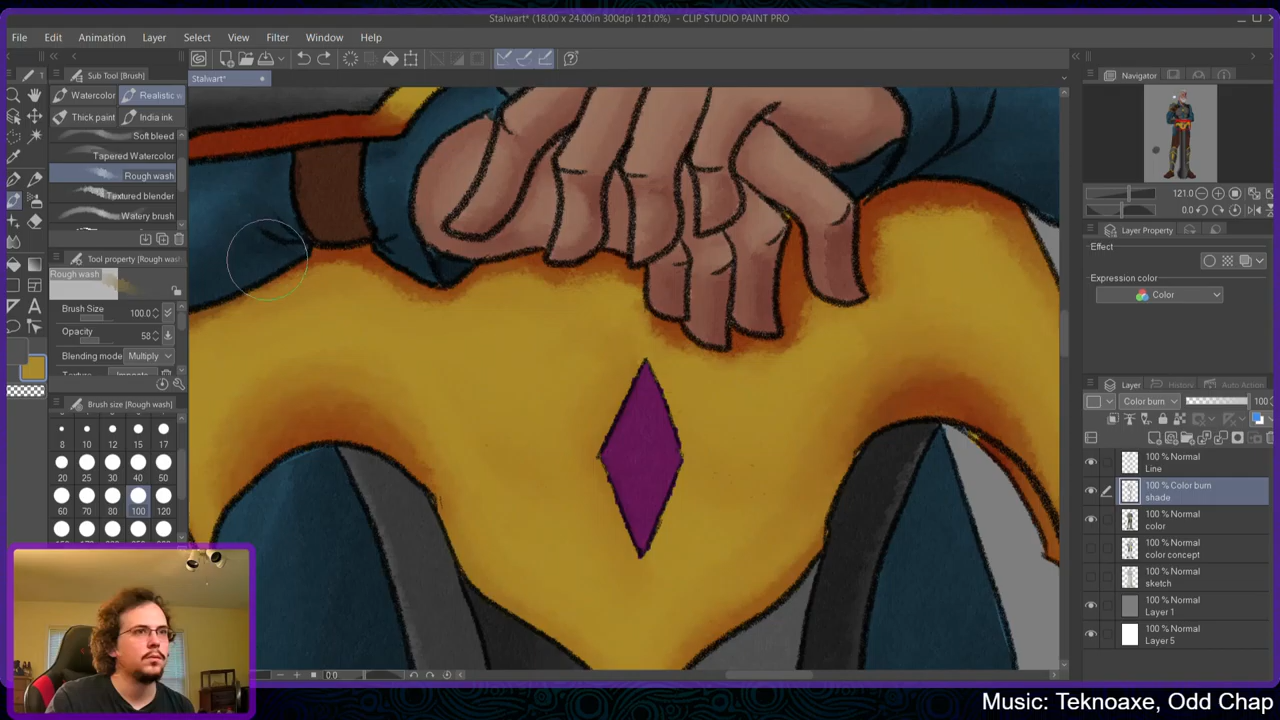 Stalwart* (18.00 x 24.00in 300dpi 121.0%) - CLIP STUDIO PAINT PRO
File Edit Animation Layer Select View Filter Window Help
Sub Tool [Brush]
Stalwart*
Navigator
Watercolor Realistic w
Thick paint India ink
Soft bleed
Tapered Watercolor
Rough wash
Textured blender
Watery brush
121.0
0.0
Layer Property
Effect
Tool property [Rough wash]
Rough wash
Expression color
Color
Brush Size 100.0
Opacity 58
Blending mode Multiply
Brush size [Rough wash]
8 10 12 15 17
20 25 30 40 50
60 70 80 100 120
Layer History Auto Action
Color burn 100
100 % Normal
Line
100 % Color burn
shade
100 % Normal
color
100 % Normal
color concept
100 % Normal
sketch
100 % Normal
Layer 1
100 % Normal
Layer 5
Music: Teknoaxe, Odd Chap